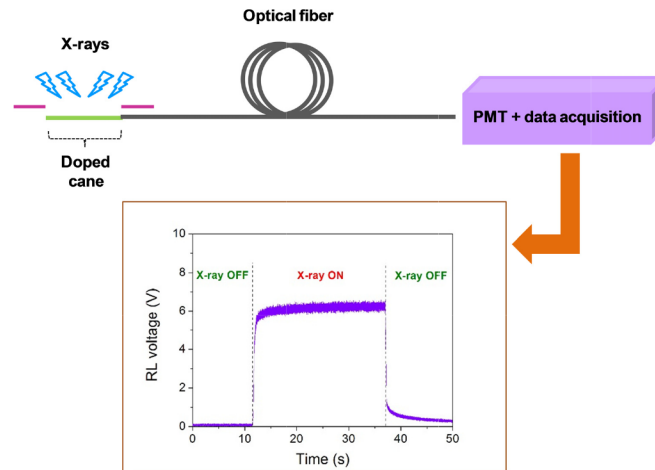 Optical fiber
X-rays
PMT + data acquisition
Doped
cane
10
8
6
4
2
0
RL voltage (V)
X-ray OFF
X-ray ON
X-ray OFF
0 10 20 30 40 50
Time (s)